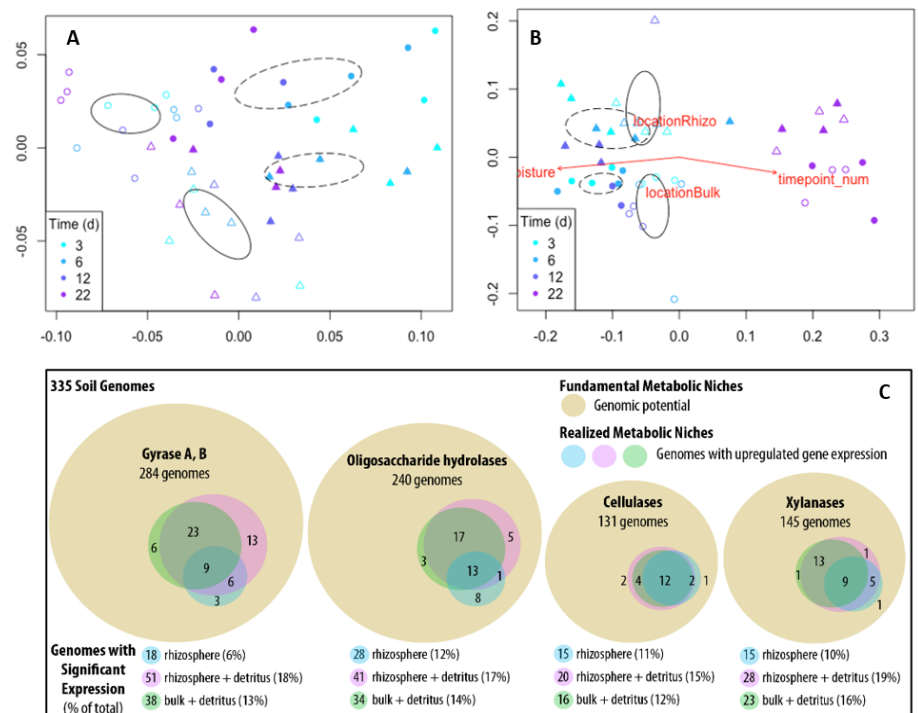 A
0.05
0.00
-0.05
Time (d)
3
6
12
22
-0.10
-0.05
0.00
0.05
0.10
B
0.2
0.1
0.0
-0.1
-0.2
locationRhizo
oisture
timepoint_num
locationBulk
Time (d)
3
6
12
22
-0.2
-0.1
0.0
0.1
0.2
0.3
335 Soil Genomes
Fundamental Metabolic Niches
C
Genomic potential
Realized Metabolic Niches
Genomes with upregulated gene expression
Gyrase A, B
284 genomes
23
13
6
9
6
3
Oligosaccharide hydrolases
240 genomes
17
5
3
13
1
8
Cellulases
131 genomes
2
4
12
2
1
Xylanases
145 genomes
1
13
1
9
5
1
Genomes with
Significant
Expression
(% of total)
18 rhizosphere (6%)
51 rhizosphere + detritus (18%)
38 bulk + detritus (13%)
28 rhizosphere (12%)
41 rhizosphere + detritus (17%)
34 bulk + detritus (14%)
15 rhizosphere (11%)
20 rhizosphere + detritus (15%)
16 bulk + detritus (12%)
15 rhizosphere (10%)
28 rhizosphere + detritus (19%)
23 bulk + detritus (16%)